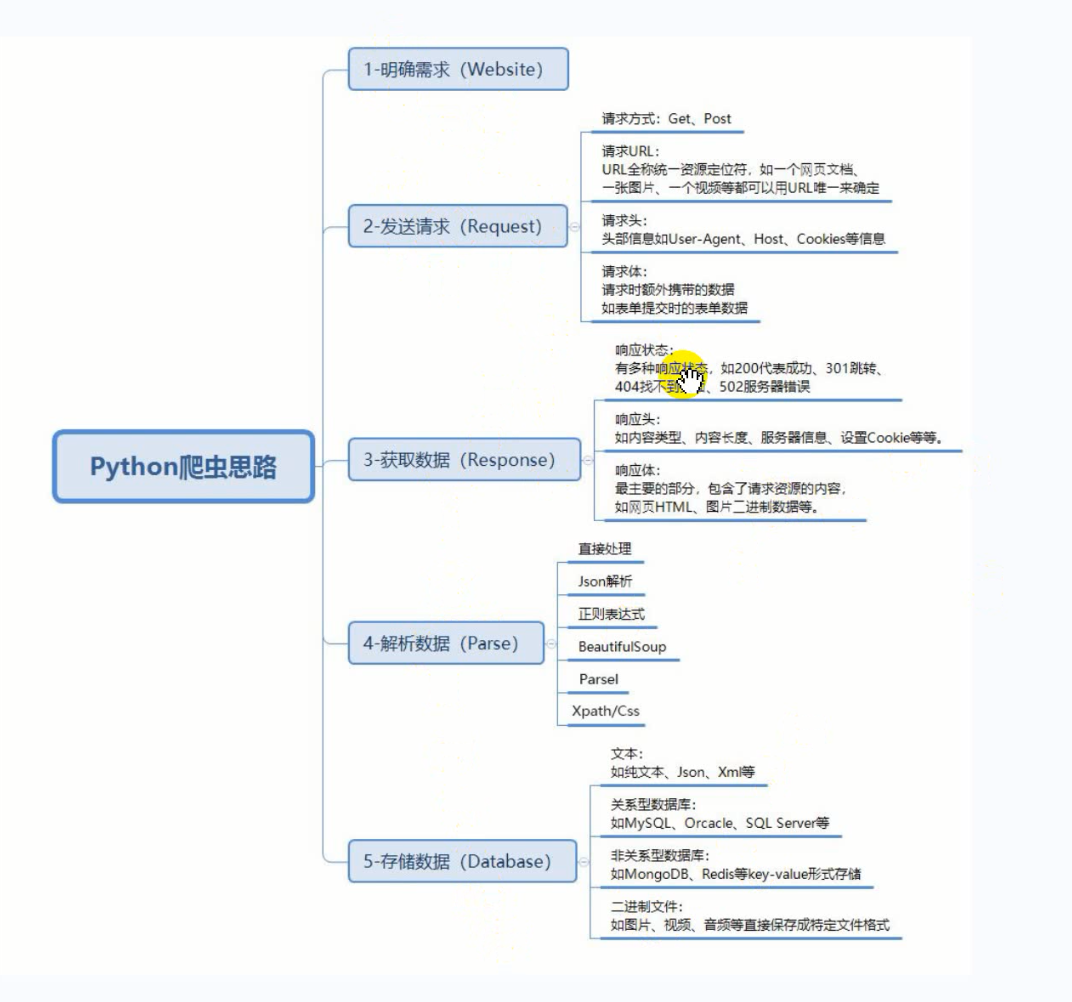 1-明确需求（Website）
请求方式：Get、Post
请求URL：
URL全称统一资源定位符，如一个网页文档、
一张图片、一个视频等都可以用URL唯一来确定
2-发送请求（Request）
请求头：
头部信息如User-Agent、Host、Cookies等信息
请求体：
请求时额外携带的数据
如表单提交时的表单数据
响应状态：
有多种响应状态，如200代表成功、301跳转、
404找不到、502服务器错误
响应头：
如内容类型、内容长度、服务器信息、设置Cookie等等。
Python爬虫思路
3-获取数据（Response）
响应体：
最主要的部分，包含了请求资源的内容，
如网页HTML、图片二进制数据等。
直接处理
Json解析
正则表达式
4-解析数据（Parse）
BeautifulSoup
Parsel
Xpath/Css
文本：
如纯文本、Json、Xml等
关系型数据库：
如MySQL、Orcacle、SQL Server等
5-存储数据（Database）
非关系型数据库：
如MongoDB、Redis等key-value形式存储
二进制文件：
如图片、视频、音频等直接保存成特定文件格式